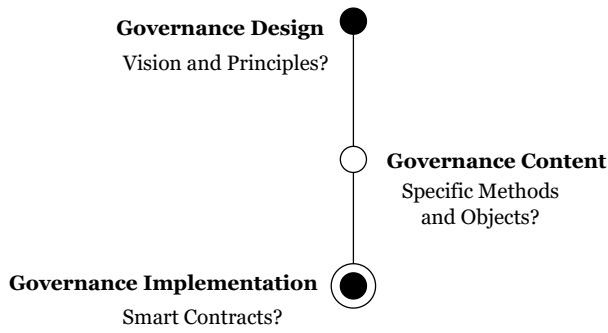 Governance Design
Vision and Principles?
Governance Content
Specific Methods
and Objects?
Governance Implementation
Smart Contracts?